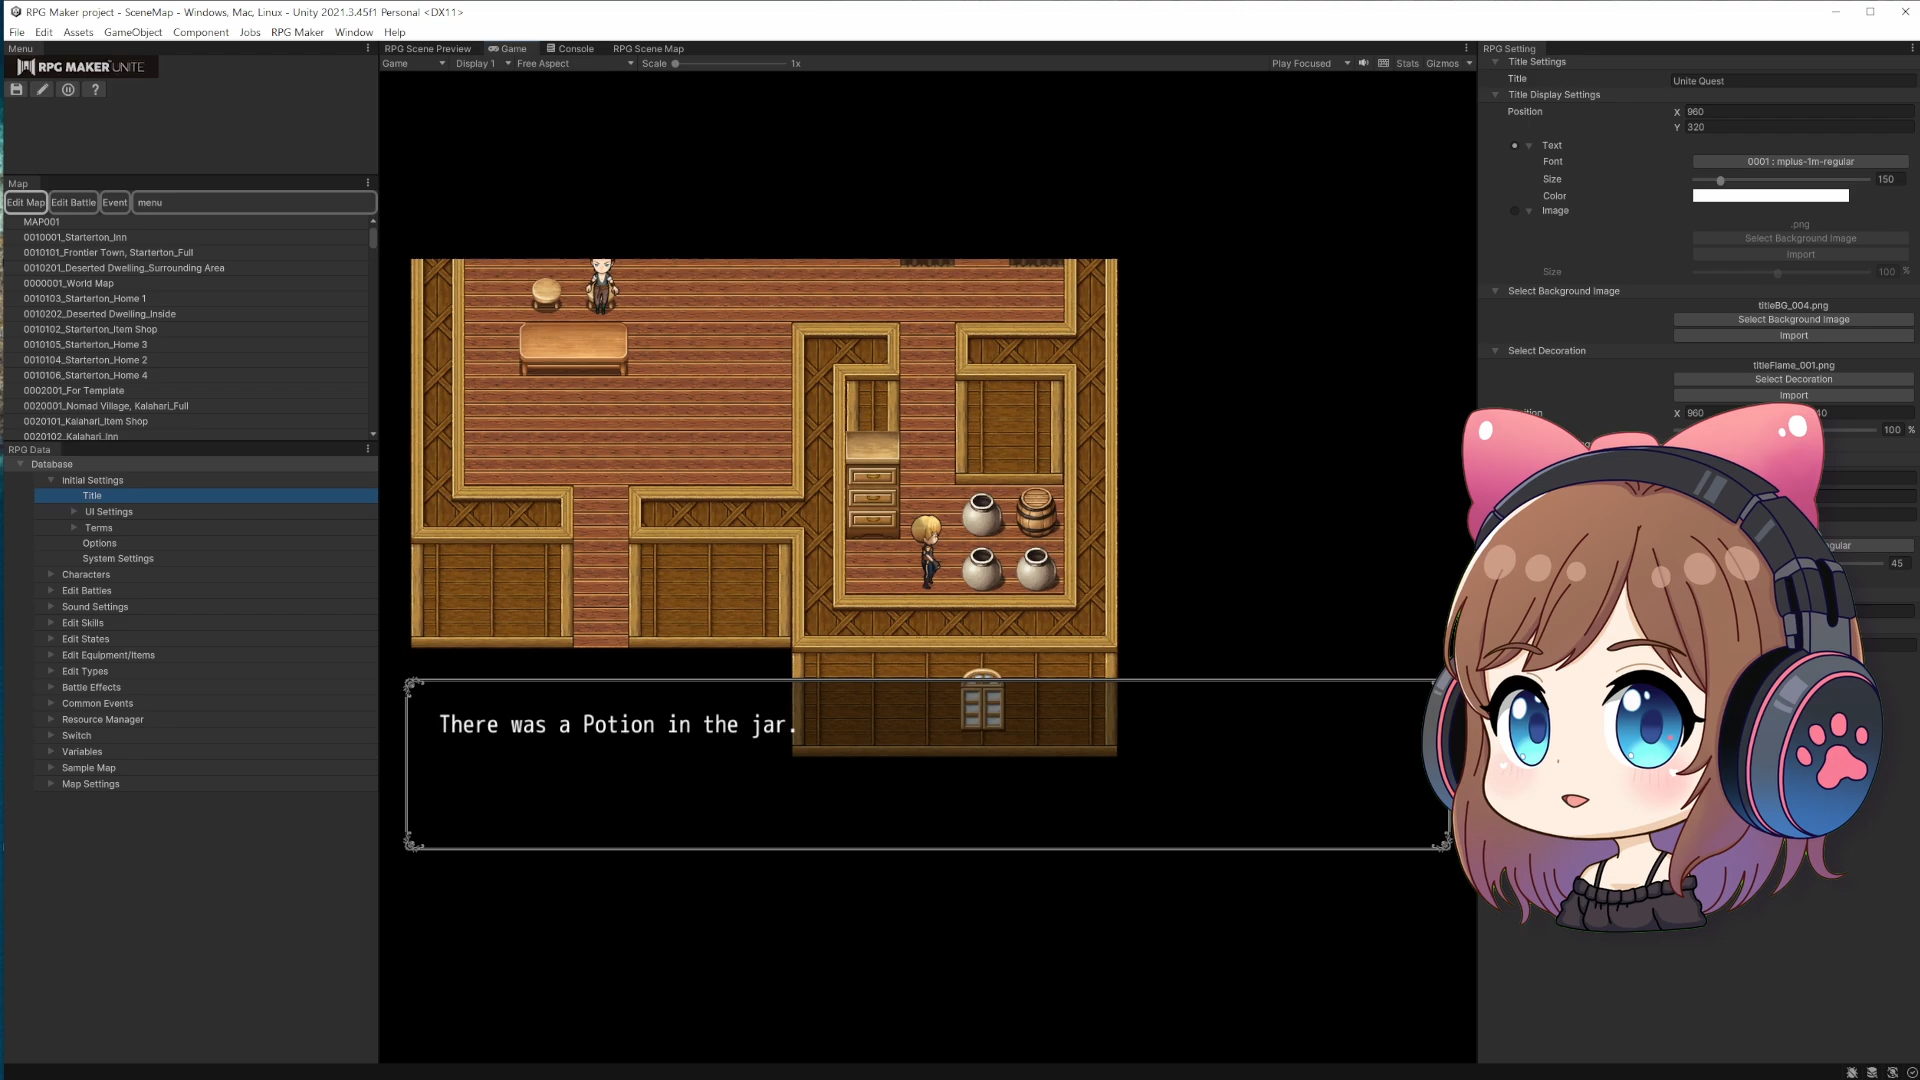 RPG Maker project - SceneMap - Windows, Mac, Linux - Unity 2021.3.45f1 Personal <DX11>
File Edit Assets GameObject Component Jobs RPG Maker Window Help
Menu
RPG MAKER UNITE
?
Map
Edit Map Edit Battle Event menu
MAP001
0010001_Starterton_Inn
0010101_Frontier Town, Starterton_Full
0010201_Deserted Dwelling_Surrounding Area
0000001_World Map
0010103_Starterton_Home 1
0010202_Deserted Dwelling_Inside
0010102_Starterton_Item Shop
0010105_Starterton_Home 3
0010104_Starterton_Home 2
0010106_Starterton_Home 4
0002001_For Template
0020001_Nomad Village, Kalahari_Full
0020101_Kalahari_Item Shop
0020102_Kalahari_Inn
RPG Data
Database
Initial Settings
Title
UI Settings
Terms
Options
System Settings
Characters
Edit Battles
Sound Settings
Edit Skills
Edit States
Edit Equipment/Items
Edit Types
Battle Effects
Common Events
Resource Manager
Switch
Variables
Sample Map
Map Settings
RPG Scene Preview Game Console RPG Scene Map
Game Display 1 Free Aspect Scale 1x Play Focused Stats Gizmos
There was a Potion in the jar.
RPG Setting
Title Settings
Title Unite Quest
Title Display Settings
Position X 960
Y 320
Text
Font 0001 : mplus-1m-regular
Size 150
Color
Image
.png
Select Background Image
Import
Size 100 %
Select Background Image
titleBG_004.png
Select Background Image
Import
Select Decoration
titleFlame_001.png
Select Decoration
Import
X 960
100 %
45